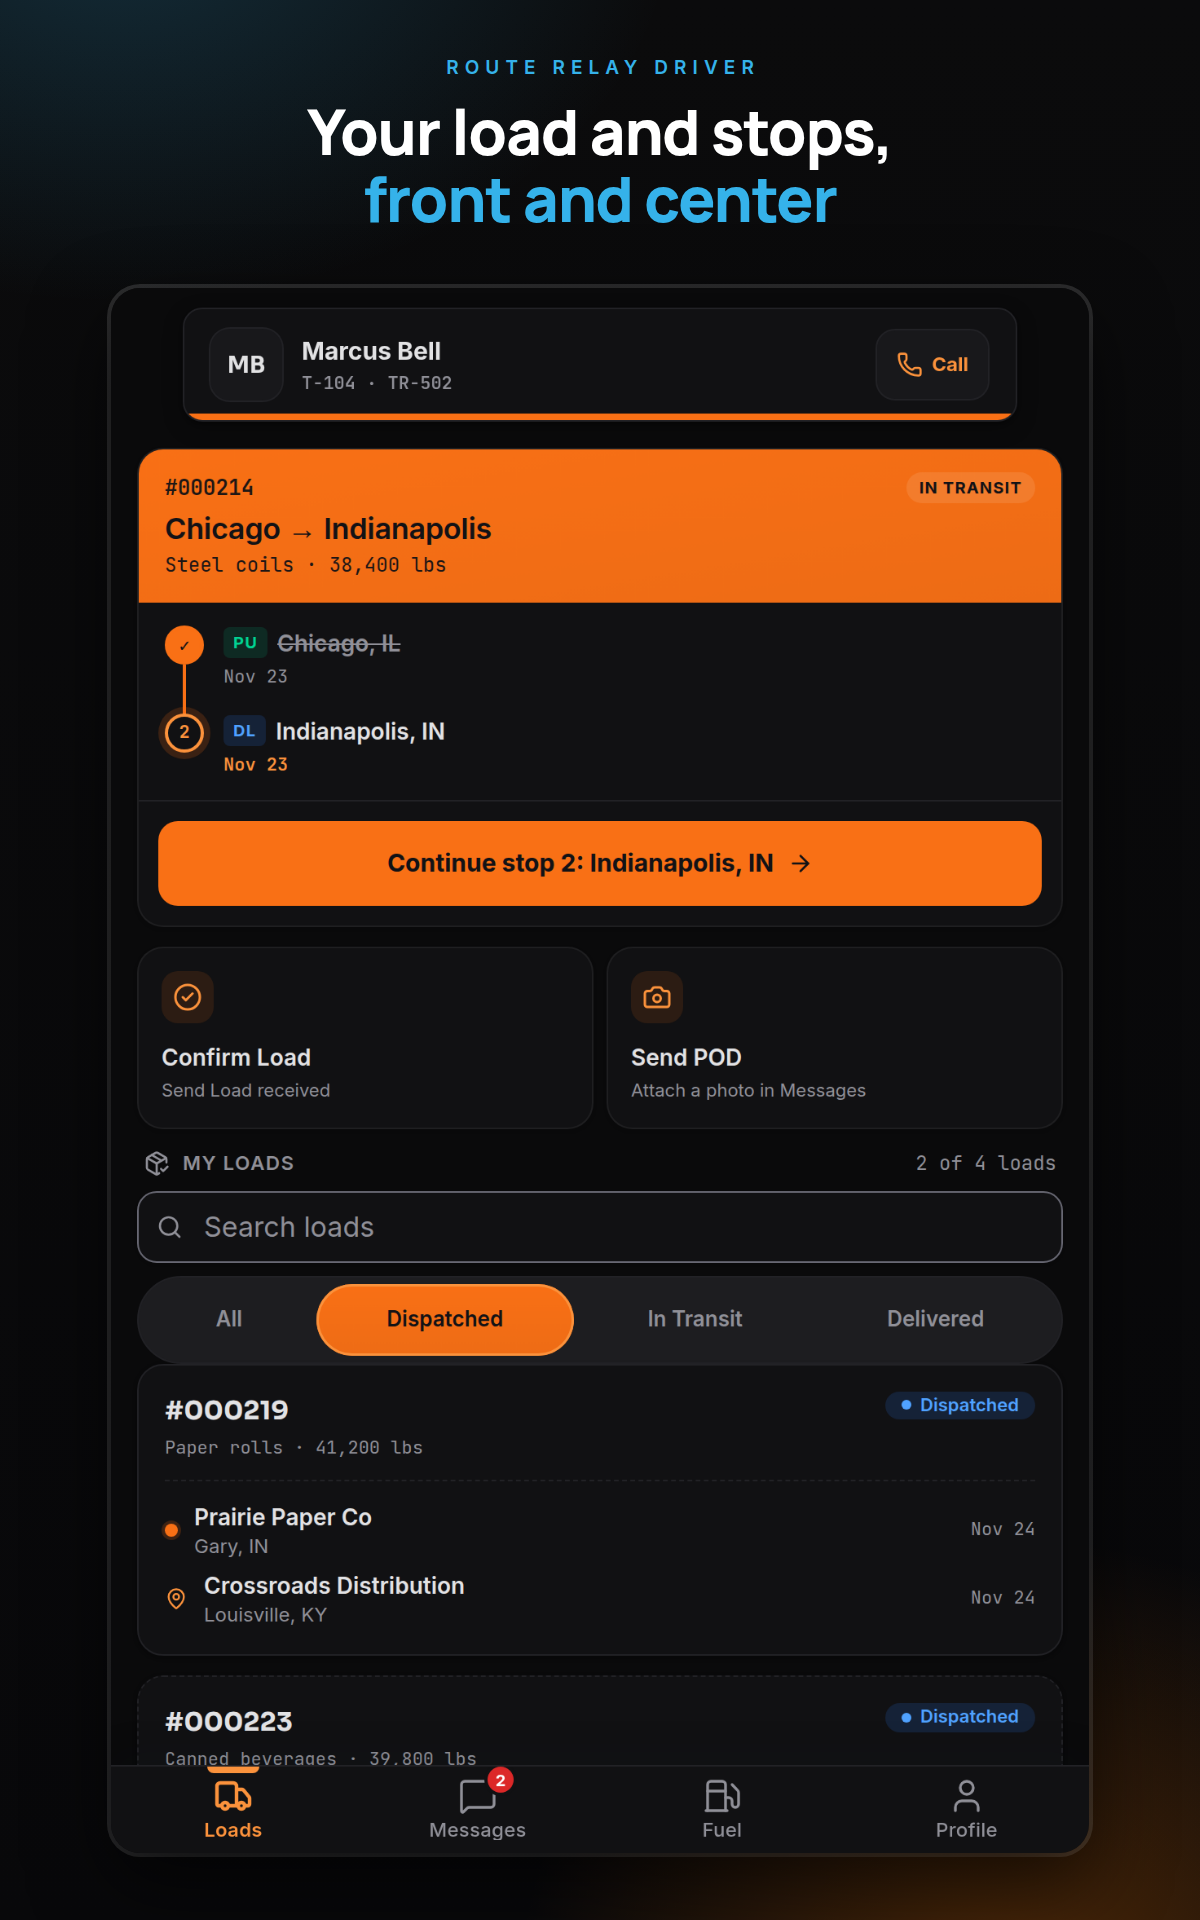 ROUTE RELAY DRIVER
Your load and stops,
front and center
MB
Marcus Bell
T-104 · TR-502
Call
#000214
IN TRANSIT
Chicago → Indianapolis
Steel coils · 38,400 lbs
✓
PU
Chicago, IL
Nov 23
2
DL
Indianapolis, IN
Nov 23
Continue stop 2: Indianapolis, IN →
Confirm Load
Send Load received
Send POD
Attach a photo in Messages
MY LOADS
2 of 4 loads
Search loads
All
Dispatched
In Transit
Delivered
#000219
Dispatched
Paper rolls · 41,200 lbs
Prairie Paper Co
Gary, IN
Nov 24
Crossroads Distribution
Louisville, KY
Nov 24
#000223
Dispatched
Canned beverages · 39,800 lbs
Loads
2
Messages
Fuel
Profile